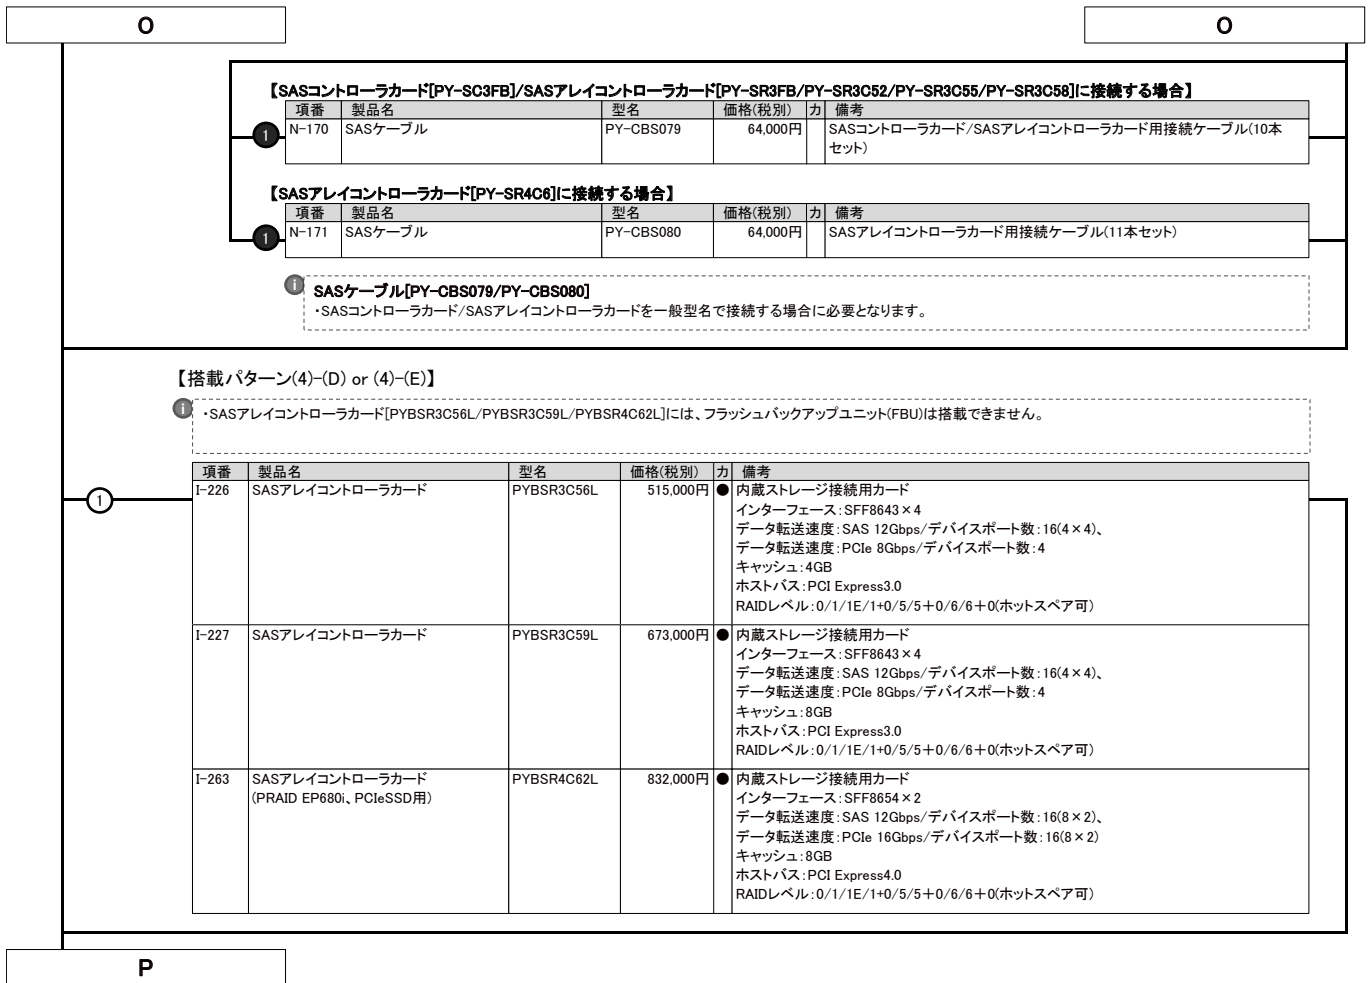 O
O
【SASコントローラカード[PY-SC3FB]/SASアレイコントローラカード[PY-SR3FB/PY-SR3C52/PY-SR3C55/PY-SR3C58]に接続する場合】
項番 製品名 型名 価格(税別) カ 備考
1 N-170 SASケーブル PY-CBS079 64,000円 SASコントローラカード/SASアレイコントローラカード用接続ケーブル(10本
セット)
【SASアレイコントローラカード[PY-SR4C6]に接続する場合】
項番 製品名 型名 価格(税別) カ 備考
1 N-171 SASケーブル PY-CBS080 64,000円 SASアレイコントローラカード用接続ケーブル(11本セット)
i SASケーブル[PY-CBS079/PY-CBS080]
・SASコントローラカード/SASアレイコントローラカードを一般型名で接続する場合に必要となります。
【搭載パターン(4)-(D) or (4)-(E)】
i ・SASアレイコントローラカード[PYBSR3C56L/PYBSR3C59L/PYBSR4C62L]には、フラッシュバックアップユニット(FBU)は搭載できません。
項番 製品名 型名 価格(税別) カ 備考
1 I-226 SASアレイコントローラカード PYBSR3C56L 515,000円 ● 内蔵ストレージ接続用カード
インターフェース:SFF8643×4
データ転送速度:SAS 12Gbps/デバイスポート数:16(4×4)、
データ転送速度:PCIe 8Gbps/デバイスポート数:4
キャッシュ:4GB
ホストバス:PCI Express3.0
RAIDレベル:0/1/1E/1+0/5/5+0/6/6+0(ホットスペア可)
I-227 SASアレイコントローラカード PYBSR3C59L 673,000円 ● 内蔵ストレージ接続用カード
インターフェース:SFF8643×4
データ転送速度:SAS 12Gbps/デバイスポート数:16(4×4)、
データ転送速度:PCIe 8Gbps/デバイスポート数:4
キャッシュ:8GB
ホストバス:PCI Express3.0
RAIDレベル:0/1/1E/1+0/5/5+0/6/6+0(ホットスペア可)
I-263 SASアレイコントローラカード PYBSR4C62L 832,000円 ● 内蔵ストレージ接続用カード
(PRAID EP680i、PCIeSSD用) インターフェース:SFF8654×2
データ転送速度:SAS 12Gbps/デバイスポート数:16(8×2)、
データ転送速度:PCIe 16Gbps/デバイスポート数:16(8×2)
キャッシュ:8GB
ホストバス:PCI Express4.0
RAIDレベル:0/1/1E/1+0/5/5+0/6/6+0(ホットスペア可)
P